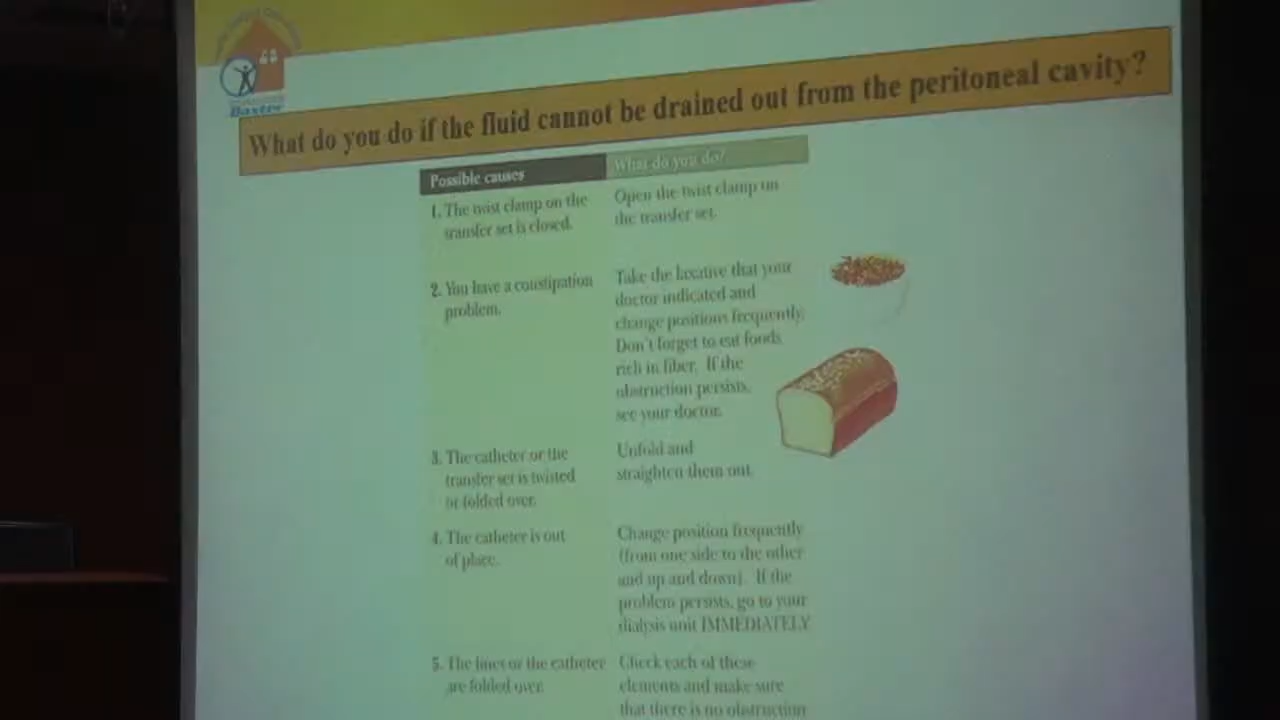 Baxter
What do you do if the fluid cannot be drained out from the peritoneal cavity?
Possible causes
What do you do?
1. The twist clamp on the
transfer set is closed.
Open the twist clamp on
the transfer set.
2. You have a constipation
problem.
Take the laxative that your
doctor indicated and
change positions frequently.
Don't forget to eat foods
rich in fiber. If the
obstruction persists,
see your doctor.
3. The catheter or the
transfer set is twisted
or folded over.
Unfold and
straighten them out.
4. The catheter is out
of place.
Change position frequently
(from one side to the other
and up and down). If the
problem persists, go to your
dialysis unit IMMEDIATELY
5. The lines or the catheter
are folded over.
Check each of these
elements and make sure
that there is no obstruction